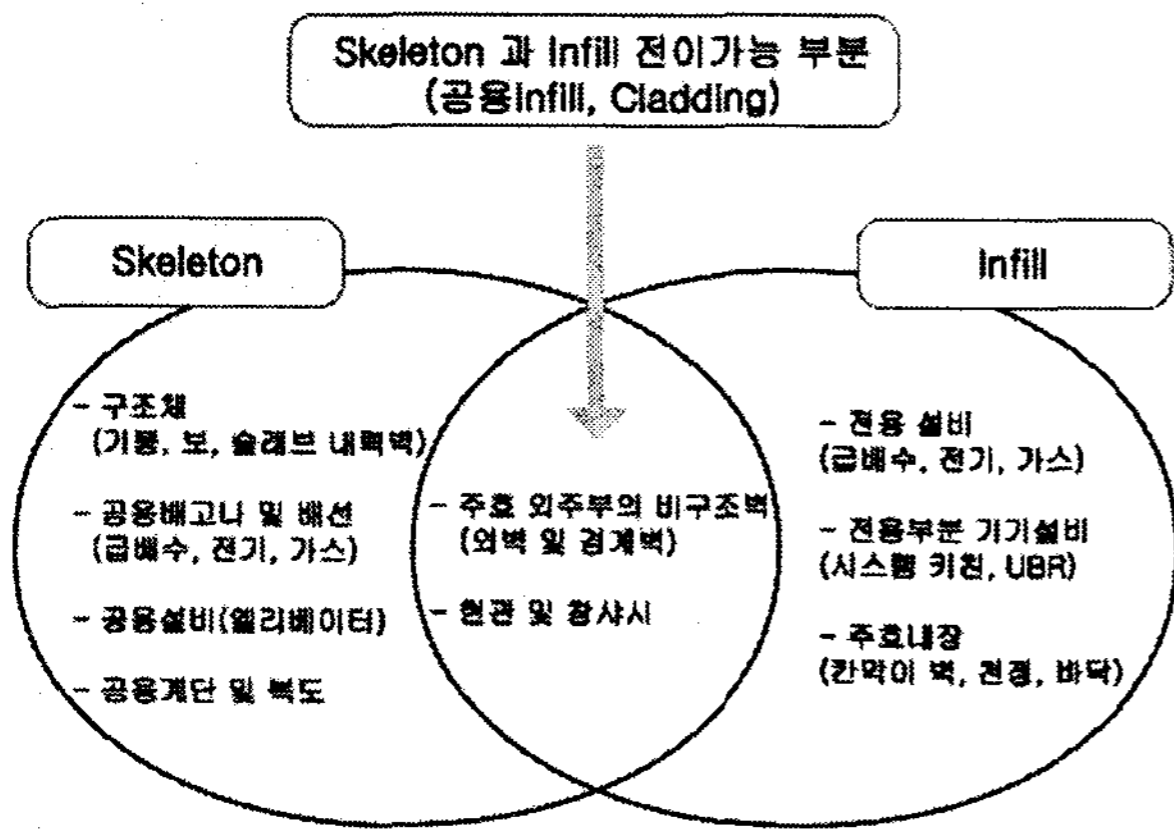 Skeleton 과 Infill 전이가능 부분
(공용Infill, Cladding)
Skeleton
Infill
- 구조체
(기둥, 보, 슬래브 내력벽)
- 공용배고나 및 배선
(급배수, 전기, 가스)
- 공용설비(엘리베이터)
- 공용계단 및 복도
- 주호 외주부의 비구조벽
(외벽 및 경계벽)
- 현관 및 창샤시
- 전용 설비
(급배수, 전기, 가스)
- 전용부분 기기설비
(시스템 키친, UBR)
- 주호내장
(칸막이 벽, 천정, 바닥)